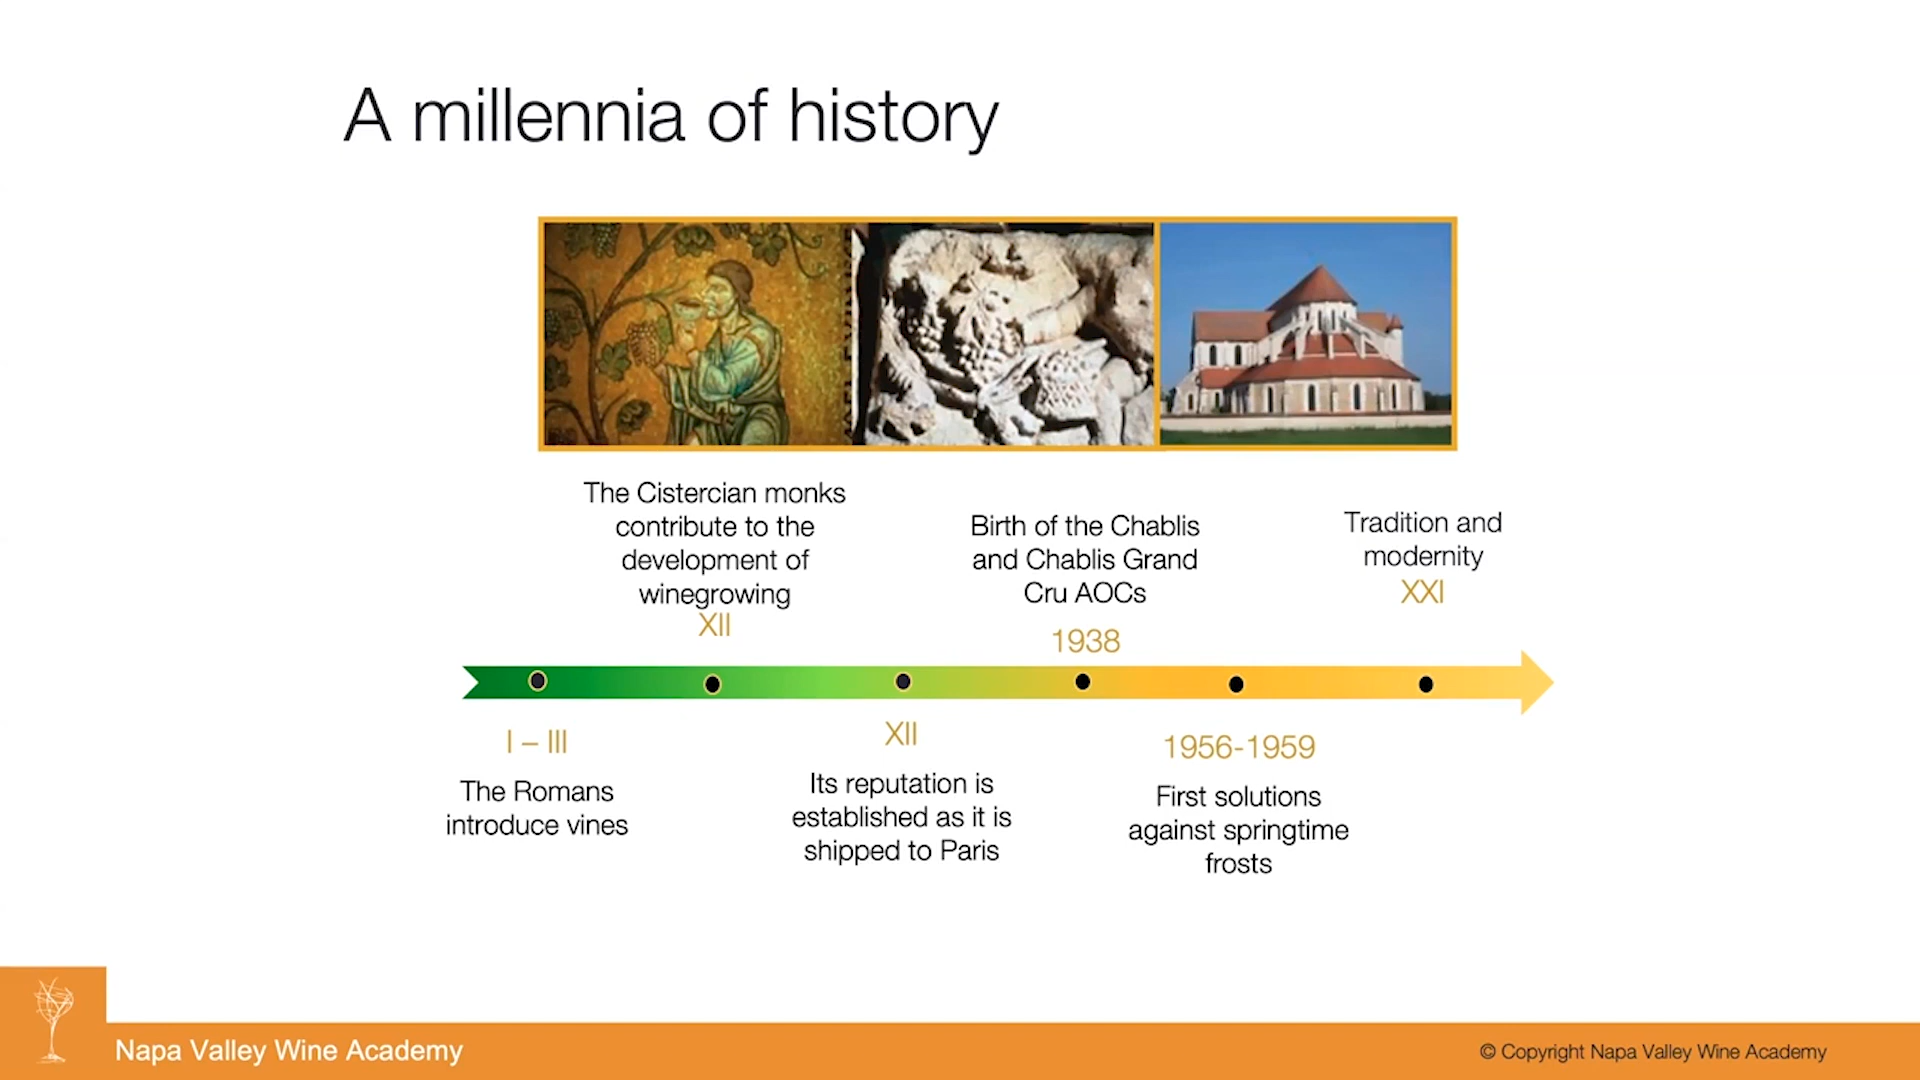 A millennia of history
The Cistercian monks
contribute to the
development of
winegrowing
XII
Birth of the Chablis
and Chablis Grand
Cru AOCs
1938
Tradition and
modernity
XXI
I – III
The Romans
introduce vines
XII
Its reputation is
established as it is
shipped to Paris
1956-1959
First solutions
against springtime
frosts
Napa Valley Wine Academy
© Copyright Napa Valley Wine Academy